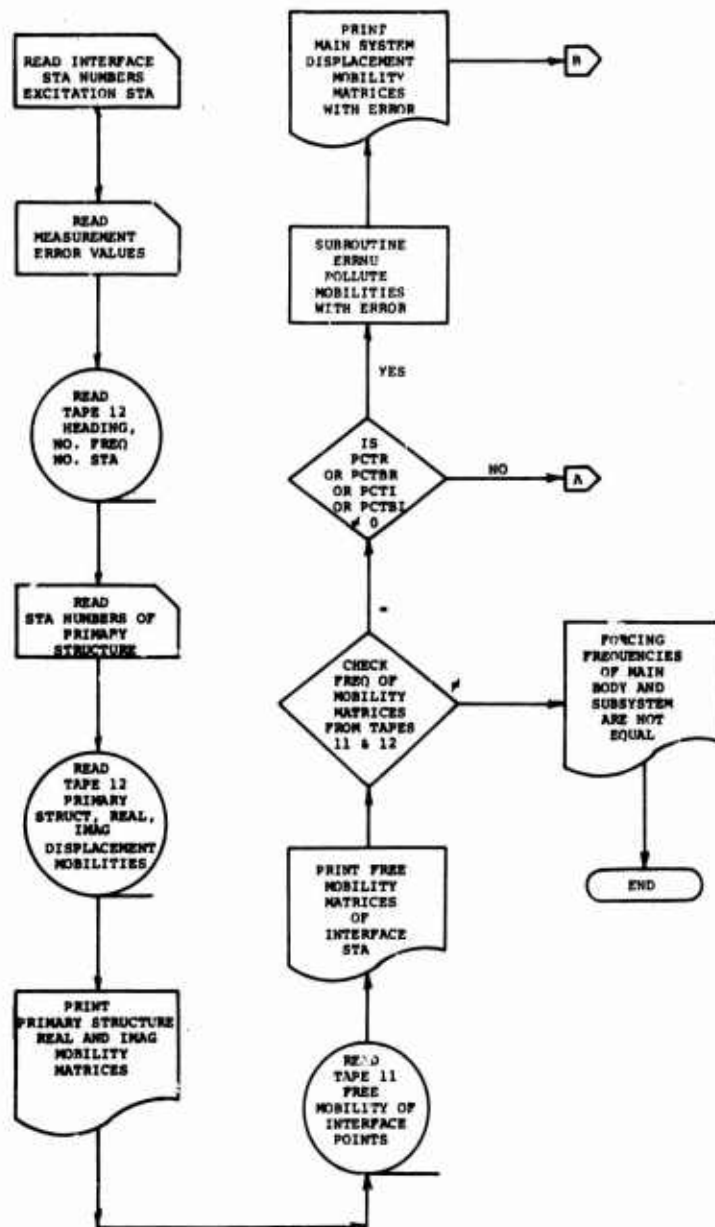 READ INTERFACE
STA NUMBERS
EXCITATION STA
READ
MEASUREMENT
ERROR VALUES
READ
TAPE 12
HEADING,
NO. FREQ
NO. STA
READ
STA NUMBERS OF
PRIMARY
STRUCTURE
READ
TAPE 12
PRIMARY
STRUCT, REAL,
IMAG
DISPLACEMENT
MOBILITIES
PRINT
PRIMARY STRUCTURE
REAL AND IMAG
MOBILITY
MATRICES
READ
TAPE 11
FREE
MOBILITY OF
INTERFACE
POINTS
PRINT FREE
MOBILITY
MATRICES
OF
INTERFACE
STA
CHECK
FREQ OF
MOBILITY
MATRICES
FROM TAPES
11 & 12
≠
=
FORCING
FREQUENCIES
OF MAIN
BODY AND
SUBSYSTEM
ARE NOT
EQUAL
END
IS
PCTR
OR PCTBR
OR PCTI
OR PCTBI
≠ 0
NO
A
YES
SUBROUTINE
ERRNU
POLLUTE
MOBILITIES
WITH ERROR
PRINT
MAIN SYSTEM
DISPLACEMENT
MOBILITY
MATRICES
WITH ERROR